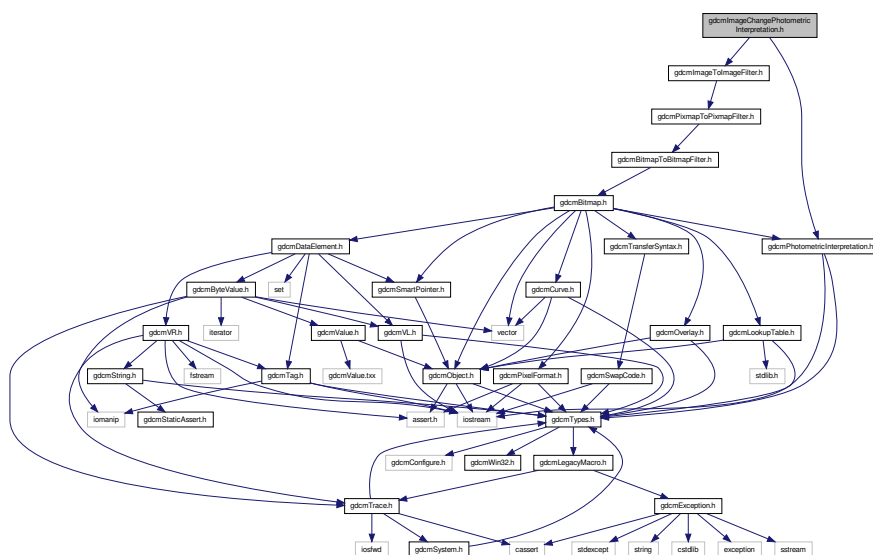 gdcmImageChangePhotometric
Interpretation.h
gdcmImageToImageFilter.h
gdcmPixmapToPixmapFilter.h
gdcmBitmapToBitmapFilter.h
gdcmBitmap.h
gdcmDataElement.h
gdcmTransferSyntax.h
gdcmPhotometricInterpretation.h
gdcmByteValue.h
set
gdcmSmartPointer.h
gdcmCurve.h
gdcmVR.h
iterator
gdcmValue.h
gdcmVL.h
vector
gdcmOverlay.h
gdcmLookupTable.h
gdcmString.h
fstream
gdcmTag.h
gdcmValue.txx
gdcmObject.h
gdcmPixelFormat.h
gdcmSwapCode.h
stdlib.h
iomanip
gdcmStaticAssert.h
assert.h
iostream
gdcmTypes.h
gdcmConfigure.h
gdcmWin32.h
gdcmLegacyMacro.h
gdcmTrace.h
gdcmException.h
iosfwd
gdcmSystem.h
cassert
stdexcept
string
cstdlib
exception
sstream